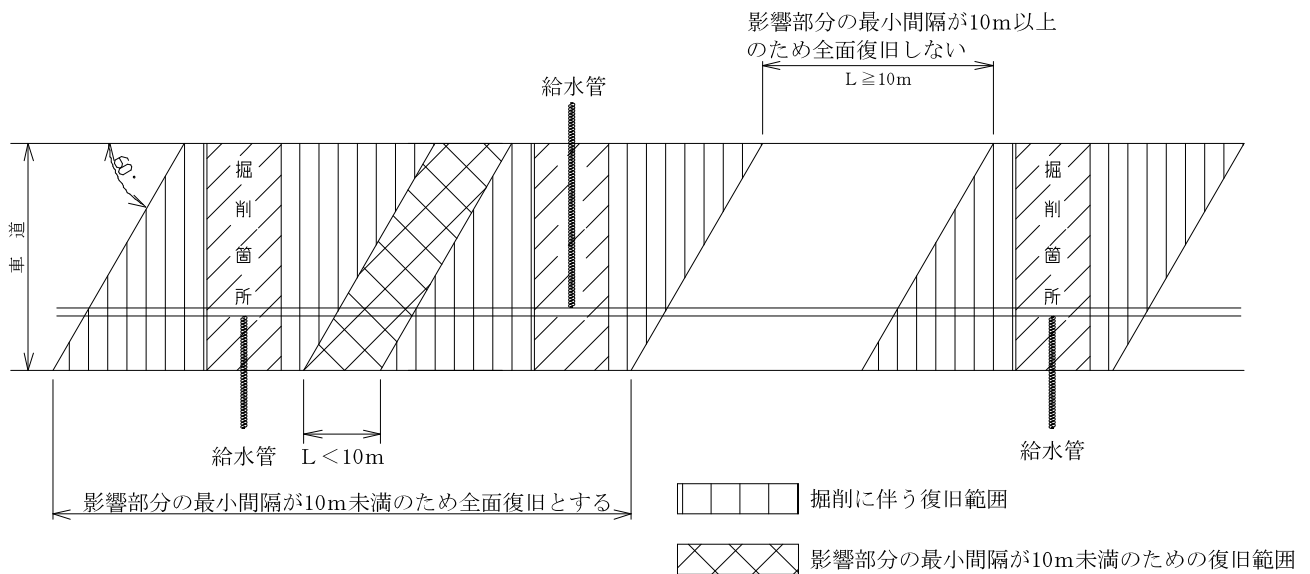 影響部分の最小間隔が10m以上
のため全面復旧しない
L≧10m
給水管
60°
車道
掘削箇所
掘削箇所
給水管
L<10m
給水管
影響部分の最小間隔が10m未満のため全面復旧とする
掘削に伴う復旧範囲
影響部分の最小間隔が10m未満のための復旧範囲